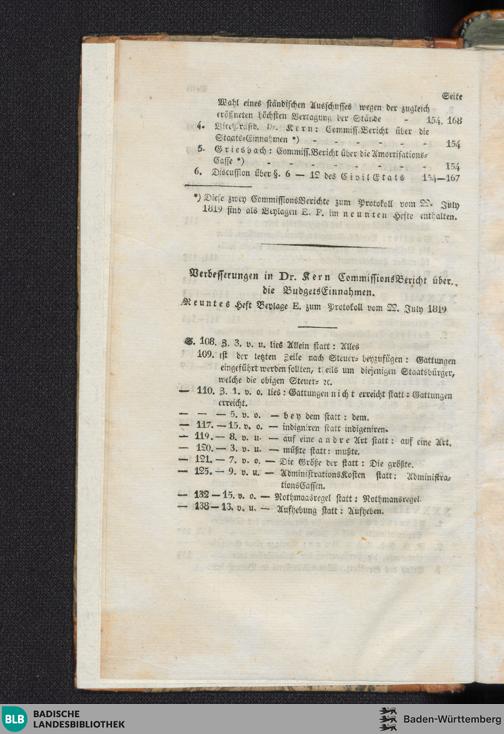 Seite
Wahl eines ständischen Ausschusses wegen der zugleich
eröffneten höchsten Vertagung der Stände - 154, 168
4. VicePräsid. Dr. Kern: Commiss.Bericht über die
Staats-Einnahmen *) - - - - - - 154
5. Griesbach: Commiss.Bericht über die Amortisations-
Casse *) - - - - - - - 154
6. Discussion über §. 6 — 12 des CivilEtats 154—167
*) Diese zwey CommissionsBerichte zum Protokoll vom 22. July
1819 sind als Beylagen E. F. im neunten Hefte enthalten.
Verbesserungen in Dr. Kern CommissionsBericht über
die BudgetsEinnahmen.
Neuntes Heft Beylage E. zum Protokoll vom 22. July 1819
S. 108. Z. 3. v. u. lies Allein statt: Alles
109. ist der letzten Zeile nach Steuer- beyzufügen: Gattungen
eingeführt werden sollten, theils um diejenigen Staatsbürger,
welche die obigen Steuer- ꝛc.
— 110. Z. 1. v. o. lies: Gattungen nicht erreicht statt: Gattungen
erreicht.
— — — 5. v. o. — bey dem statt: dem.
— 117. — 15. v. o. — indigniren statt indigeniren.
— 119. — 8. v. u. — auf eine andre Art statt: auf eine Art.
— 120. — 3. v. u. — müßte statt: mußte.
— 121. — 7. v. o. — Die Größe der statt: Die größte.
— 125. — 9. v. u. — AdministrationsKosten statt: Administra-
tionsCassen.
— 132 — 15. v. o. — Nothmaasregel statt: Nothmansregel.
— 138 — 13. v. u. — Aufhebung statt: Aufheben.
BLB BADISCHE
LANDESBIBLIOTHEK
Baden-Württemberg